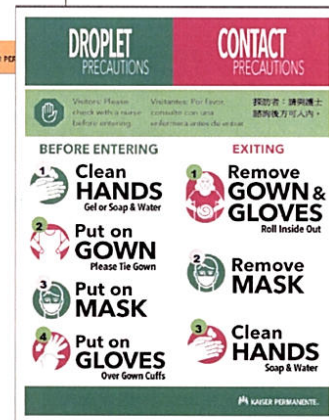 DROPLET
PRECAUTIONS
CONTACT
PRECAUTIONS
Visitors: Please
check with a nurse
before entering.
Visitantes: Por favor,
consulte con una
enfermera antes de entrar.
探訪者：請與護士
諮詢後方可入內。
BEFORE ENTERING
1 Clean
HANDS
Gel or Soap & Water
2 Put on
GOWN
Please Tie Gown
3 Put on
MASK
4 Put on
GLOVES
Over Gown Cuffs
EXITING
1 Remove
GOWN &
GLOVES
Roll Inside Out
2 Remove
MASK
3 Clean
HANDS
Soap & Water
KAISER PERMANENTE.